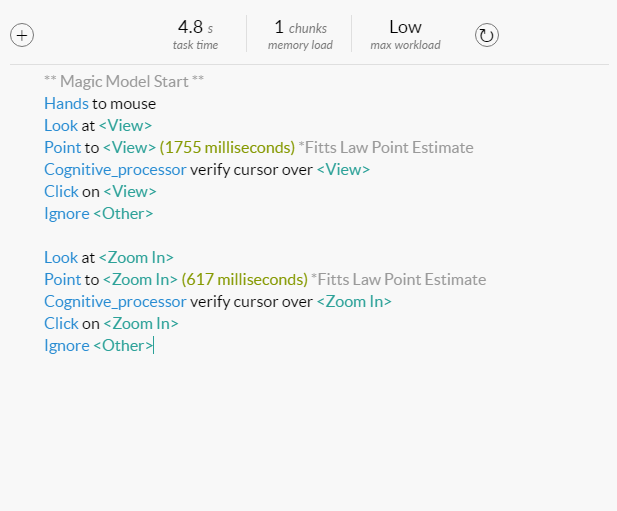 4.8 s 1 chunks Low
task time memory load max workload
** Magic Model Start **
Hands to mouse
Look at <View>
Point to <View> (1755 milliseconds) *Fitts Law Point Estimate
Cognitive_processor verify cursor over <View>
Click on <View>
Ignore <Other>
Look at <Zoom In>
Point to <Zoom In> (617 milliseconds) *Fitts Law Point Estimate
Cognitive_processor verify cursor over <Zoom In>
Click on <Zoom In>
Ignore <Other>